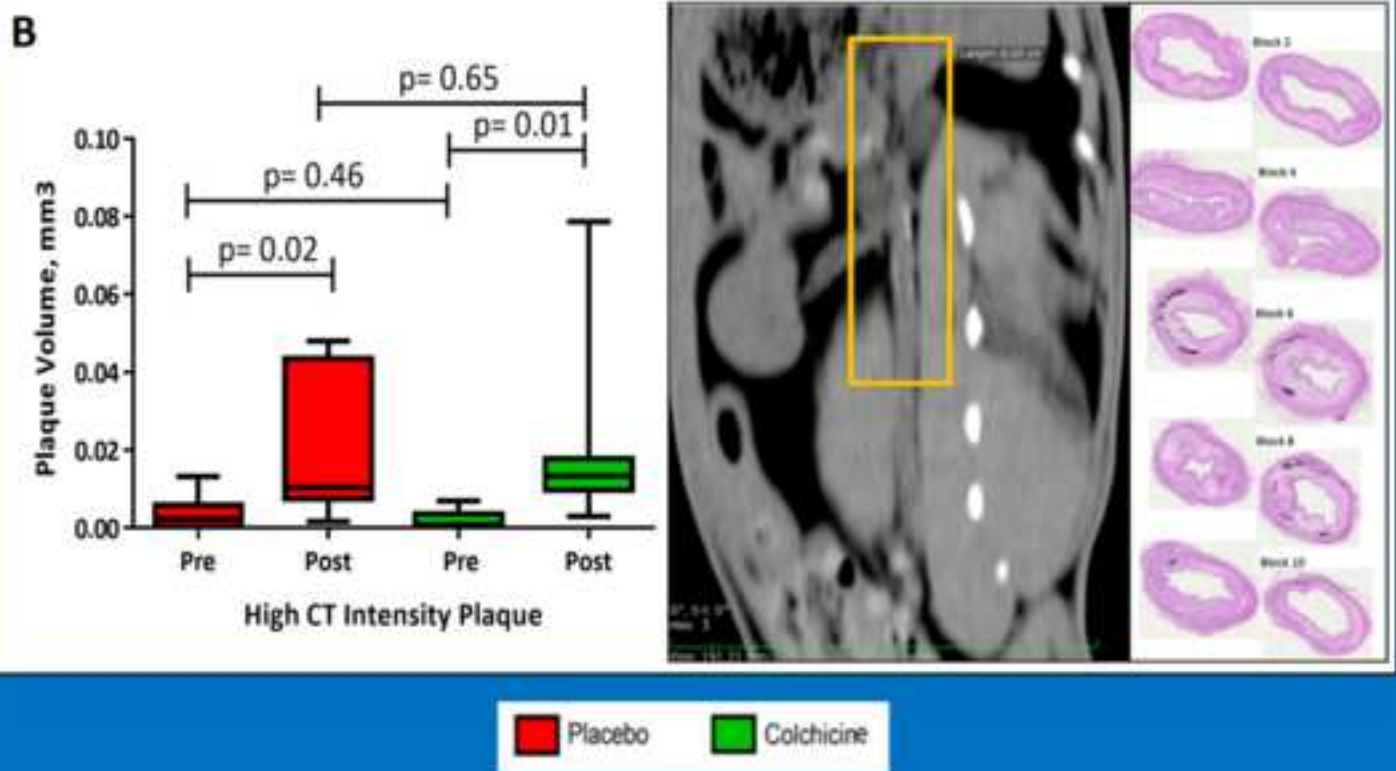 B
p= 0.65
p= 0.01
p= 0.46
p= 0.02
Plaque Volume, mm3
0.10
0.08
0.06
0.04
0.02
0.00
Pre
Post
Pre
Post
High CT Intensity Plaque
Block 2
Block 4
Block 6
Block 8
Block 10
Placebo
Colchicine